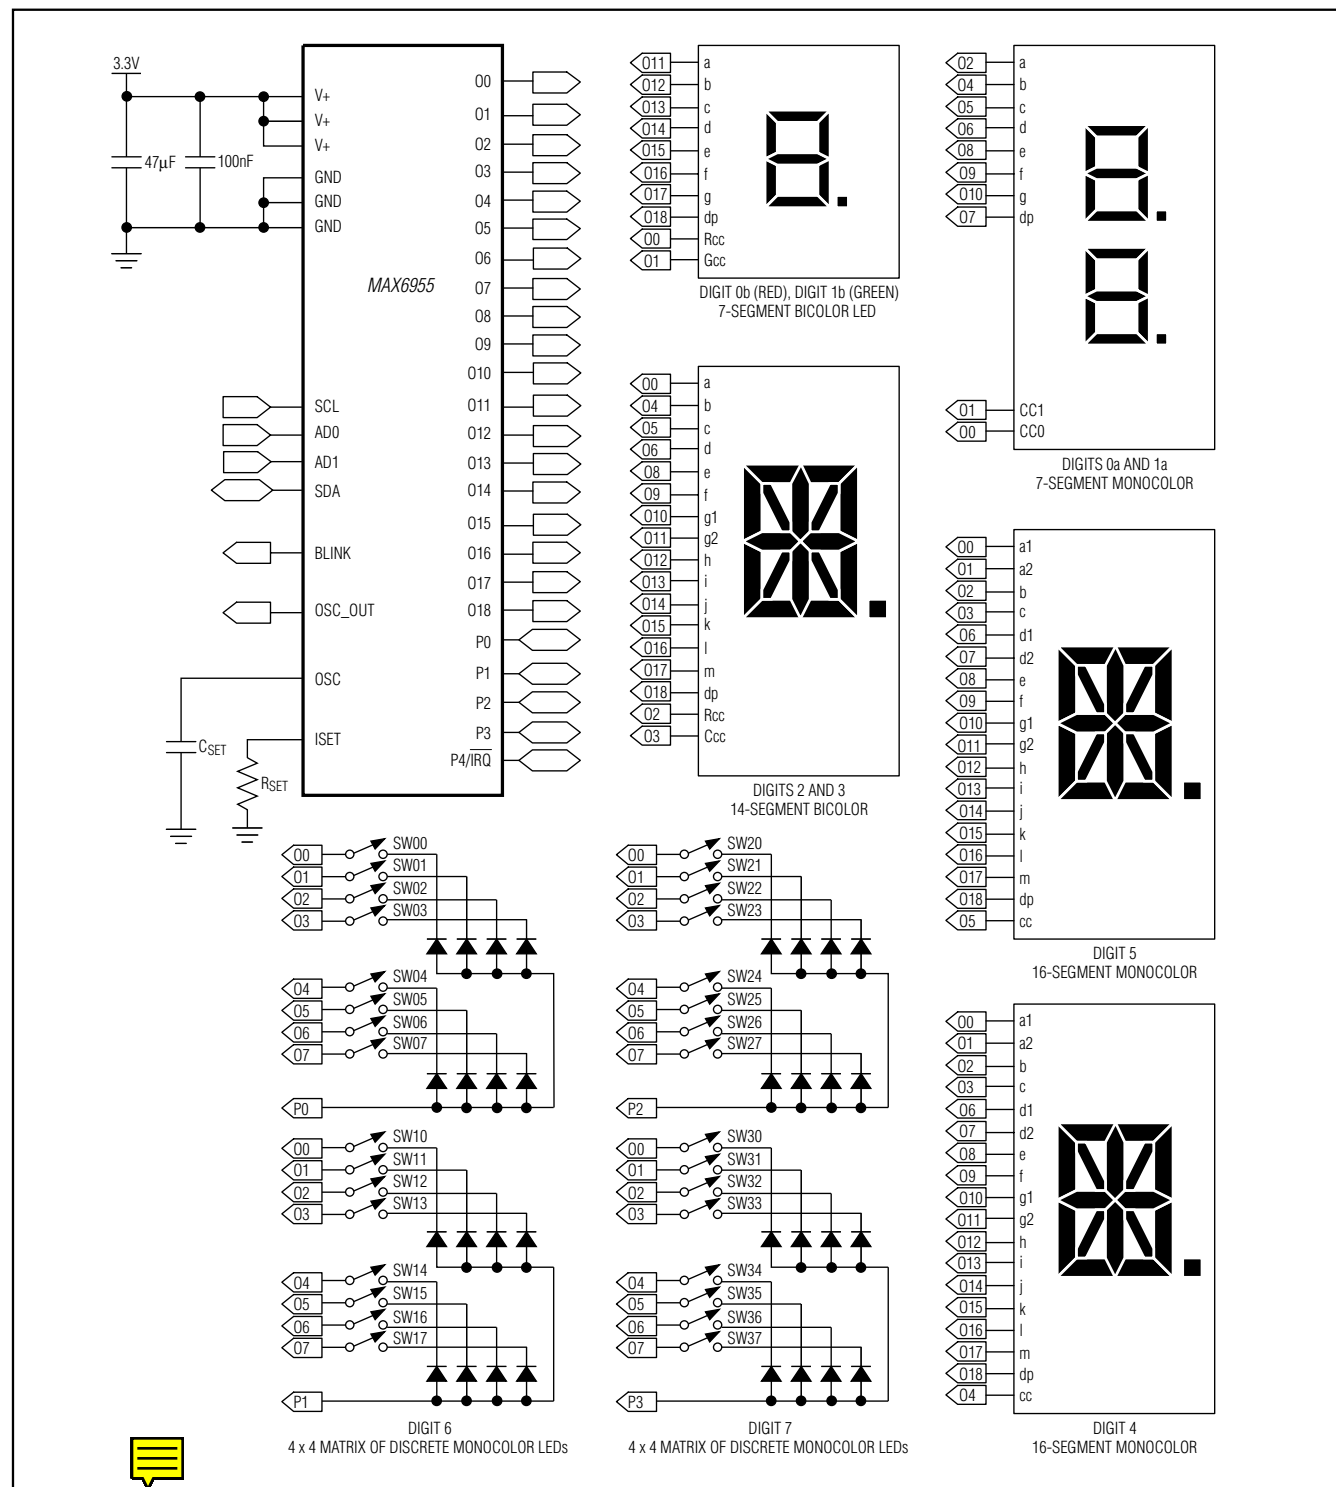 3.3V
47µF
100nF
V+
V+
V+
GND
GND
GND
MAX6955
SCL
AD0
AD1
SDA
BLINK
OSC_OUT
OSC
ISET
CSET
RSET
O0
O1
O2
O3
O4
O5
O6
O7
O8
O9
O10
O11
O12
O13
O14
O15
O16
O17
O18
P0
P1
P2
P3
P4/IRQ
O11 a
O12 b
O13 c
O14 d
O15 e
O16 f
O17 g
O18 dp
O0 Rcc
O1 Gcc
DIGIT 0b (RED), DIGIT 1b (GREEN)
7-SEGMENT BICOLOR LED
O2 a
O4 b
O5 c
O6 d
O8 e
O9 f
O10 g
O7 dp
O1 CC1
O0 CC0
DIGITS 0a AND 1a
7-SEGMENT MONOCOLOR
O0 a
O4 b
O5 c
O6 d
O8 e
O9 f
O10 g1
O11 g2
O12 h
O13 i
O14 j
O15 k
O16 l
O17 m
O18 dp
O2 Rcc
O3 Ccc
DIGITS 2 AND 3
14-SEGMENT BICOLOR
O0 a1
O1 a2
O2 b
O3 c
O6 d1
O7 d2
O8 e
O9 f
O10 g1
O11 g2
O12 h
O13 i
O14 j
O15 k
O16 l
O17 m
O18 dp
O5 cc
DIGIT 5
16-SEGMENT MONOCOLOR
O0 SW00
O1 SW01
O2 SW02
O3 SW03
O4 SW04
O5 SW05
O6 SW06
O7 SW07
P0
O0 SW10
O1 SW11
O2 SW12
O3 SW13
O4 SW14
O5 SW15
O6 SW16
O7 SW17
P1
DIGIT 6
4 x 4 MATRIX OF DISCRETE MONOCOLOR LEDs
O0 SW20
O1 SW21
O2 SW22
O3 SW23
O4 SW24
O5 SW25
O6 SW26
O7 SW27
P2
O0 SW30
O1 SW31
O2 SW32
O3 SW33
O4 SW34
O5 SW35
O6 SW36
O7 SW37
P3
DIGIT 7
4 x 4 MATRIX OF DISCRETE MONOCOLOR LEDs
O0 a1
O1 a2
O2 b
O3 c
O6 d1
O7 d2
O8 e
O9 f
O10 g1
O11 g2
O12 h
O13 i
O14 j
O15 k
O16 l
O17 m
O18 dp
O4 cc
DIGIT 4
16-SEGMENT MONOCOLOR